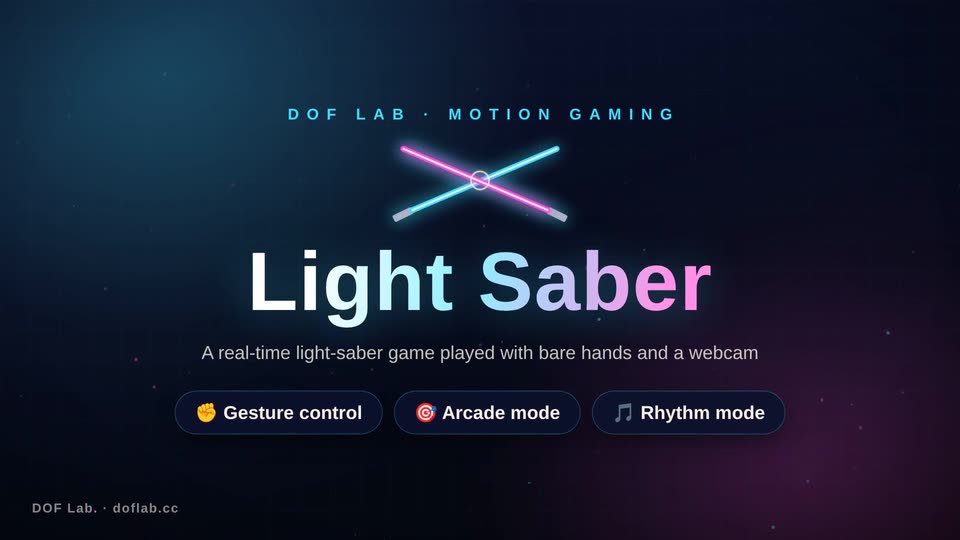 DOF LAB · MOTION GAMING
Light Saber
A real-time light-saber game played with bare hands and a webcam
✊ Gesture control
🎯 Arcade mode
🎵 Rhythm mode
DOF Lab. · doflab.cc